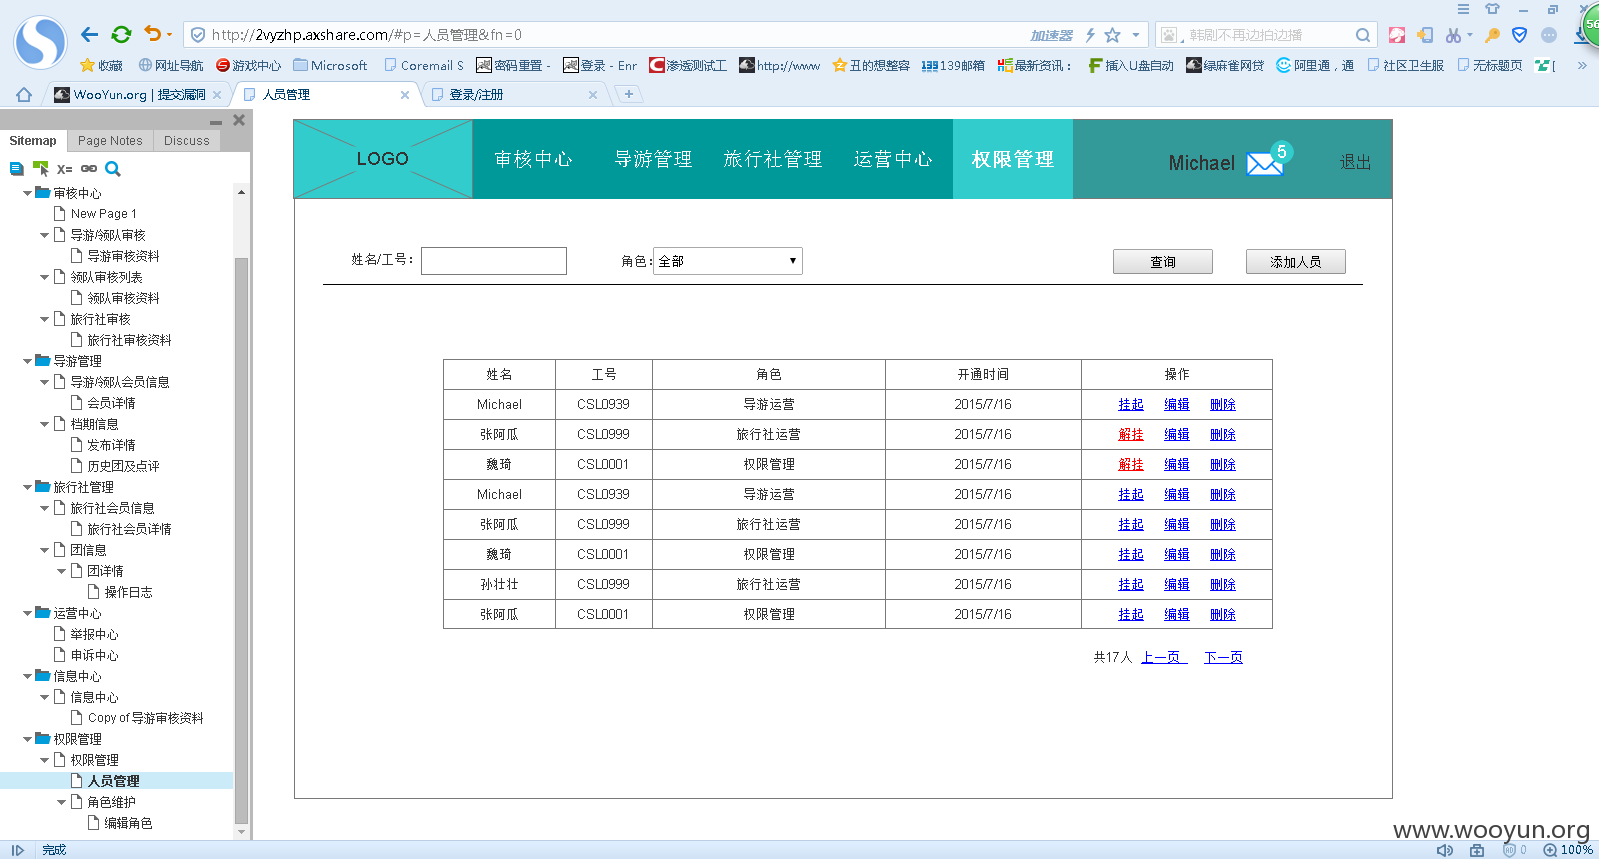 http://2vyzhp.axshare.com/#p=人员管理&fn=0
加速器
韩剧不再边拍边播
收藏 网址导航 游戏中心 Microsoft Coremail S 密码重置 - 登录 - Enr 渗透测试工 http://www 丑的想整容 139邮箱 最新资讯： 插入U盘自动 绿麻雀网贷 阿里通，通 社区卫生服 无标题页 [ »
WooYun.org | 提交漏洞 人员管理 登录/注册
Sitemap Page Notes Discuss
X=
审核中心
New Page 1
导游/领队审核
导游审核资料
领队审核列表
领队审核资料
旅行社审核
旅行社审核资料
导游管理
导游/领队会员信息
会员详情
档期信息
发布详情
历史团及点评
旅行社管理
旅行社会员信息
旅行社会员详情
团信息
团详情
操作日志
运营中心
举报中心
申诉中心
信息中心
信息中心
Copy of 导游审核资料
权限管理
权限管理
人员管理
角色维护
编辑角色
LOGO 审核中心 导游管理 旅行社管理 运营中心 权限管理 Michael 5 退出
姓名/工号： 角色： 全部 查询 添加人员
姓名 工号 角色 开通时间 操作
Michael CSL0939 导游运营 2015/7/16 挂起 编辑 删除
张阿瓜 CSL0999 旅行社运营 2015/7/16 解挂 编辑 删除
魏琦 CSL0001 权限管理 2015/7/16 解挂 编辑 删除
Michael CSL0939 导游运营 2015/7/16 挂起 编辑 删除
张阿瓜 CSL0999 旅行社运营 2015/7/16 挂起 编辑 删除
魏琦 CSL0001 权限管理 2015/7/16 挂起 编辑 删除
孙壮壮 CSL0999 旅行社运营 2015/7/16 挂起 编辑 删除
张阿瓜 CSL0001 权限管理 2015/7/16 挂起 编辑 删除
共17人 上一页 下一页
www.wooyun.org
完成 0 100%